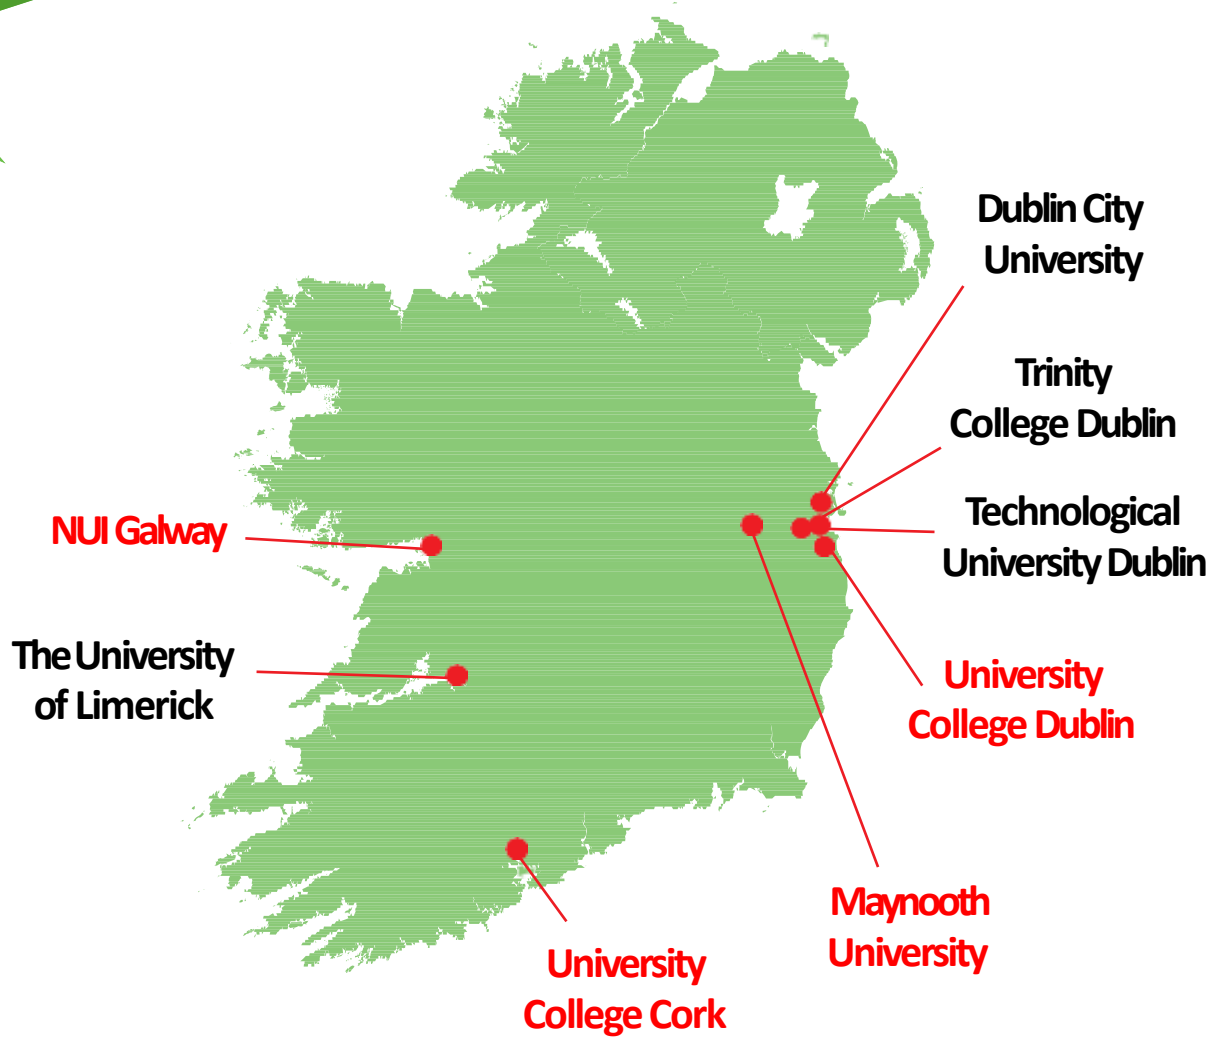 Dublin City
University
Trinity
College Dublin
Technological
University Dublin
NUI Galway
The University
of Limerick
University
College Dublin
Maynooth
University
University
College Cork